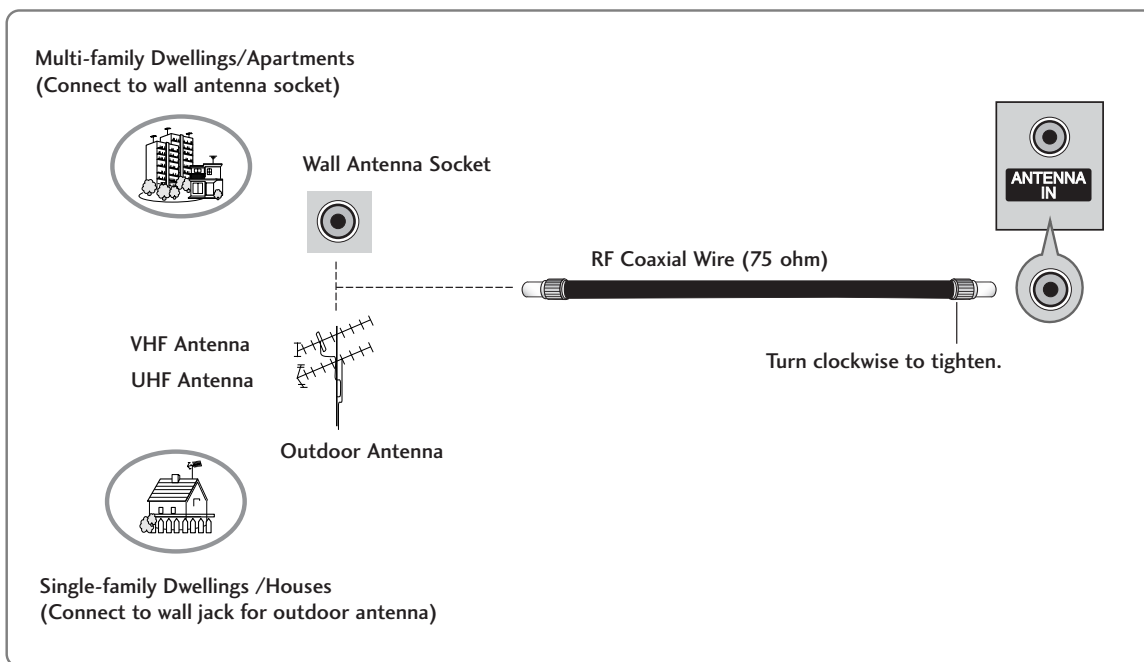 Multi-family Dwellings/Apartments
(Connect to wall antenna socket)
Wall Antenna Socket
ANTENNA
IN
RF Coaxial Wire (75 ohm)
VHF Antenna
UHF Antenna
Turn clockwise to tighten.
Outdoor Antenna
Single-family Dwellings /Houses
(Connect to wall jack for outdoor antenna)